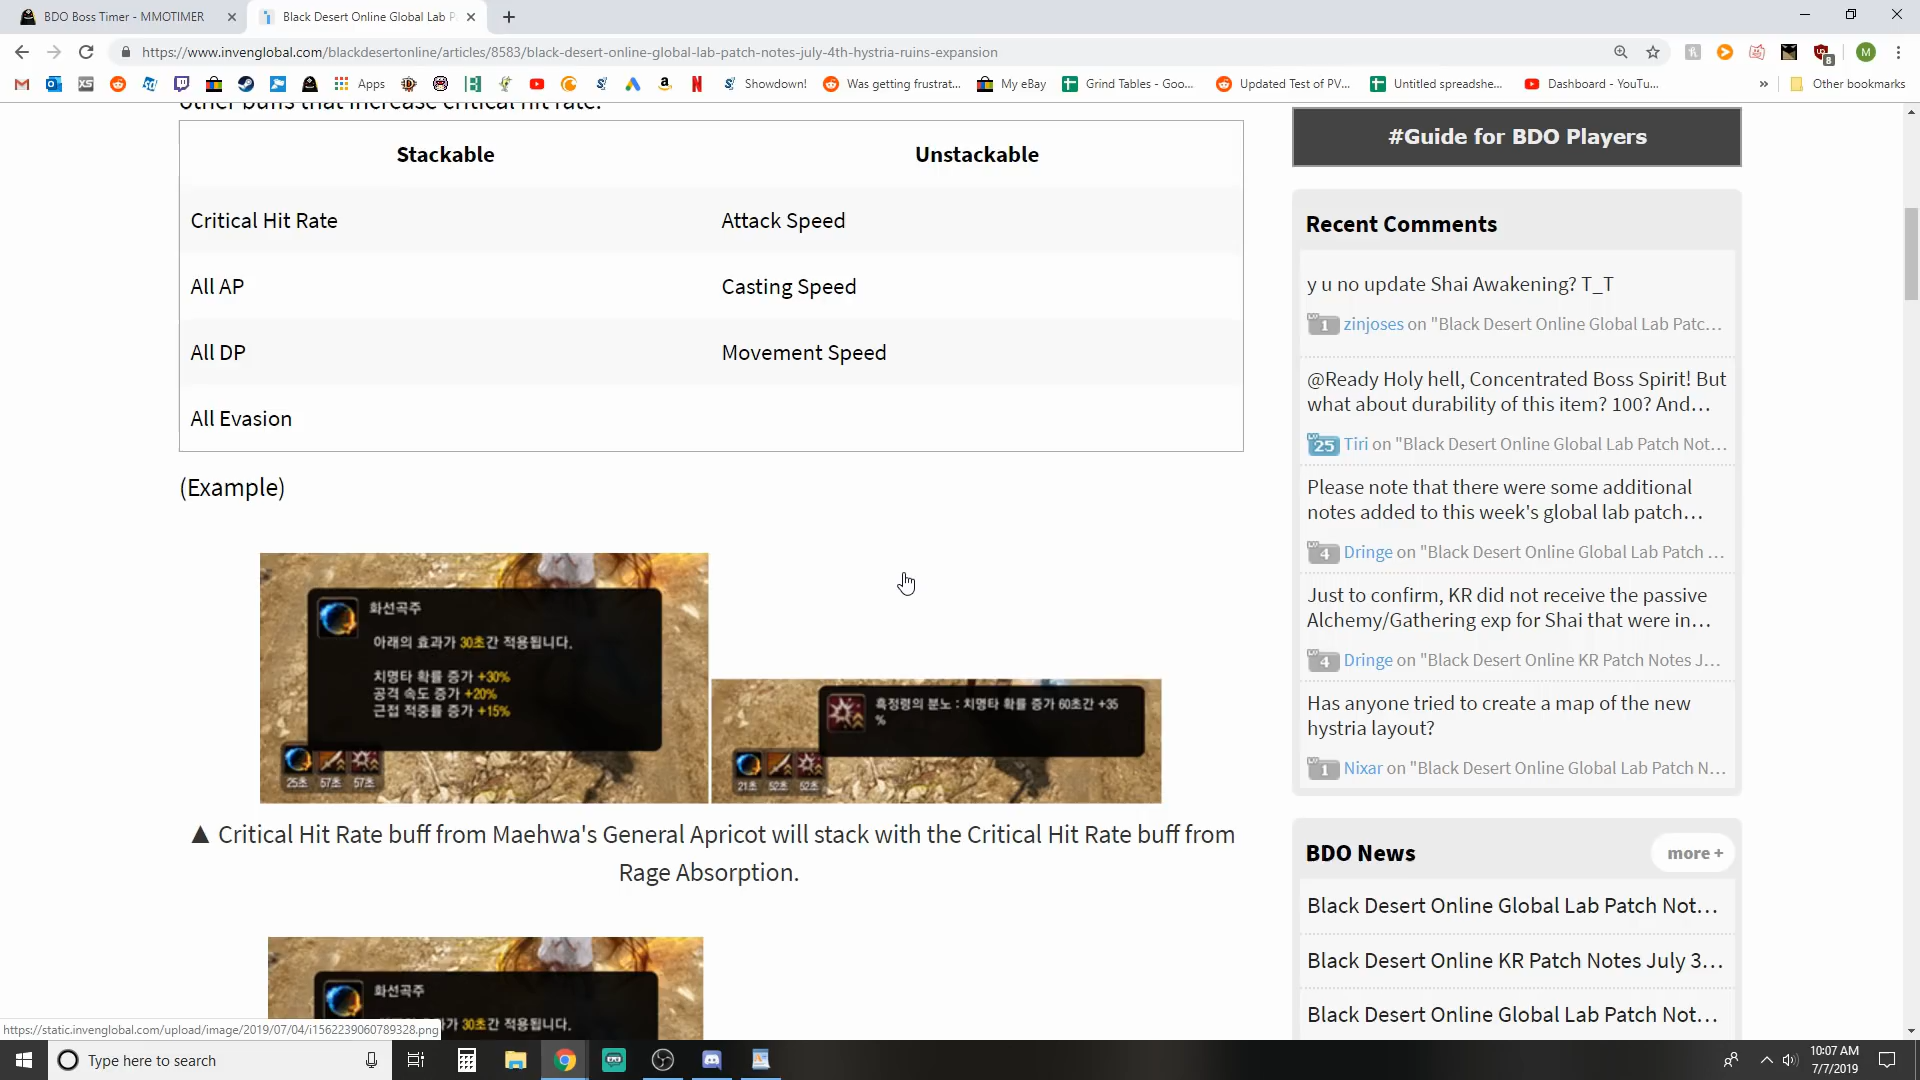 BDO Boss Timer - MMOTIMER
Black Desert Online Global Lab P
https://www.invenglobal.com/blackdesertonline/articles/8583/black-desert-online-global-lab-patch-notes-july-4th-hystria-ruins-expansion
M
8
Apps
Showdown!
Was getting frustrat...
My eBay
Grind Tables - Goo...
Updated Test of PV...
Untitled spreadshe...
Dashboard - YouTu...
Other bookmarks
other buffs that increase critical hit rate.
Stackable
Unstackable
Critical Hit Rate
Attack Speed
All AP
Casting Speed
All DP
Movement Speed
All Evasion
(Example)
화선곡주
아래의 효과가 30초간 적용됩니다.
치명타 확률 증가 +30%
공격 속도 증가 +20%
근접 적중률 증가 +15%
25초 57초 57초
흑정령의 분노 : 치명타 확률 증가 60초간 +35
%
21초 52초 52초
▲ Critical Hit Rate buff from Maehwa's General Apricot will stack with the Critical Hit Rate buff from
Rage Absorption.
화선곡주
30초간 적용됩니다.
#Guide for BDO Players
Recent Comments
y u no update Shai Awakening? T_T
1 zinjoses on "Black Desert Online Global Lab Patc...
@Ready Holy hell, Concentrated Boss Spirit! But
what about durability of this item? 100? And...
25 Tiri on "Black Desert Online Global Lab Patch Not...
Please note that there were some additional
notes added to this week's global lab patch...
4 Dringe on "Black Desert Online Global Lab Patch ...
Just to confirm, KR did not receive the passive
Alchemy/Gathering exp for Shai that were in...
4 Dringe on "Black Desert Online KR Patch Notes J...
Has anyone tried to create a map of the new
hystria layout?
1 Nixar on "Black Desert Online Global Lab Patch N...
BDO News
more +
Black Desert Online Global Lab Patch Not...
Black Desert Online KR Patch Notes July 3...
Black Desert Online Global Lab Patch Not...
https://static.invenglobal.com/upload/image/2019/07/04/i1562239060789328.png
Type here to search
10:07 AM
7/7/2019